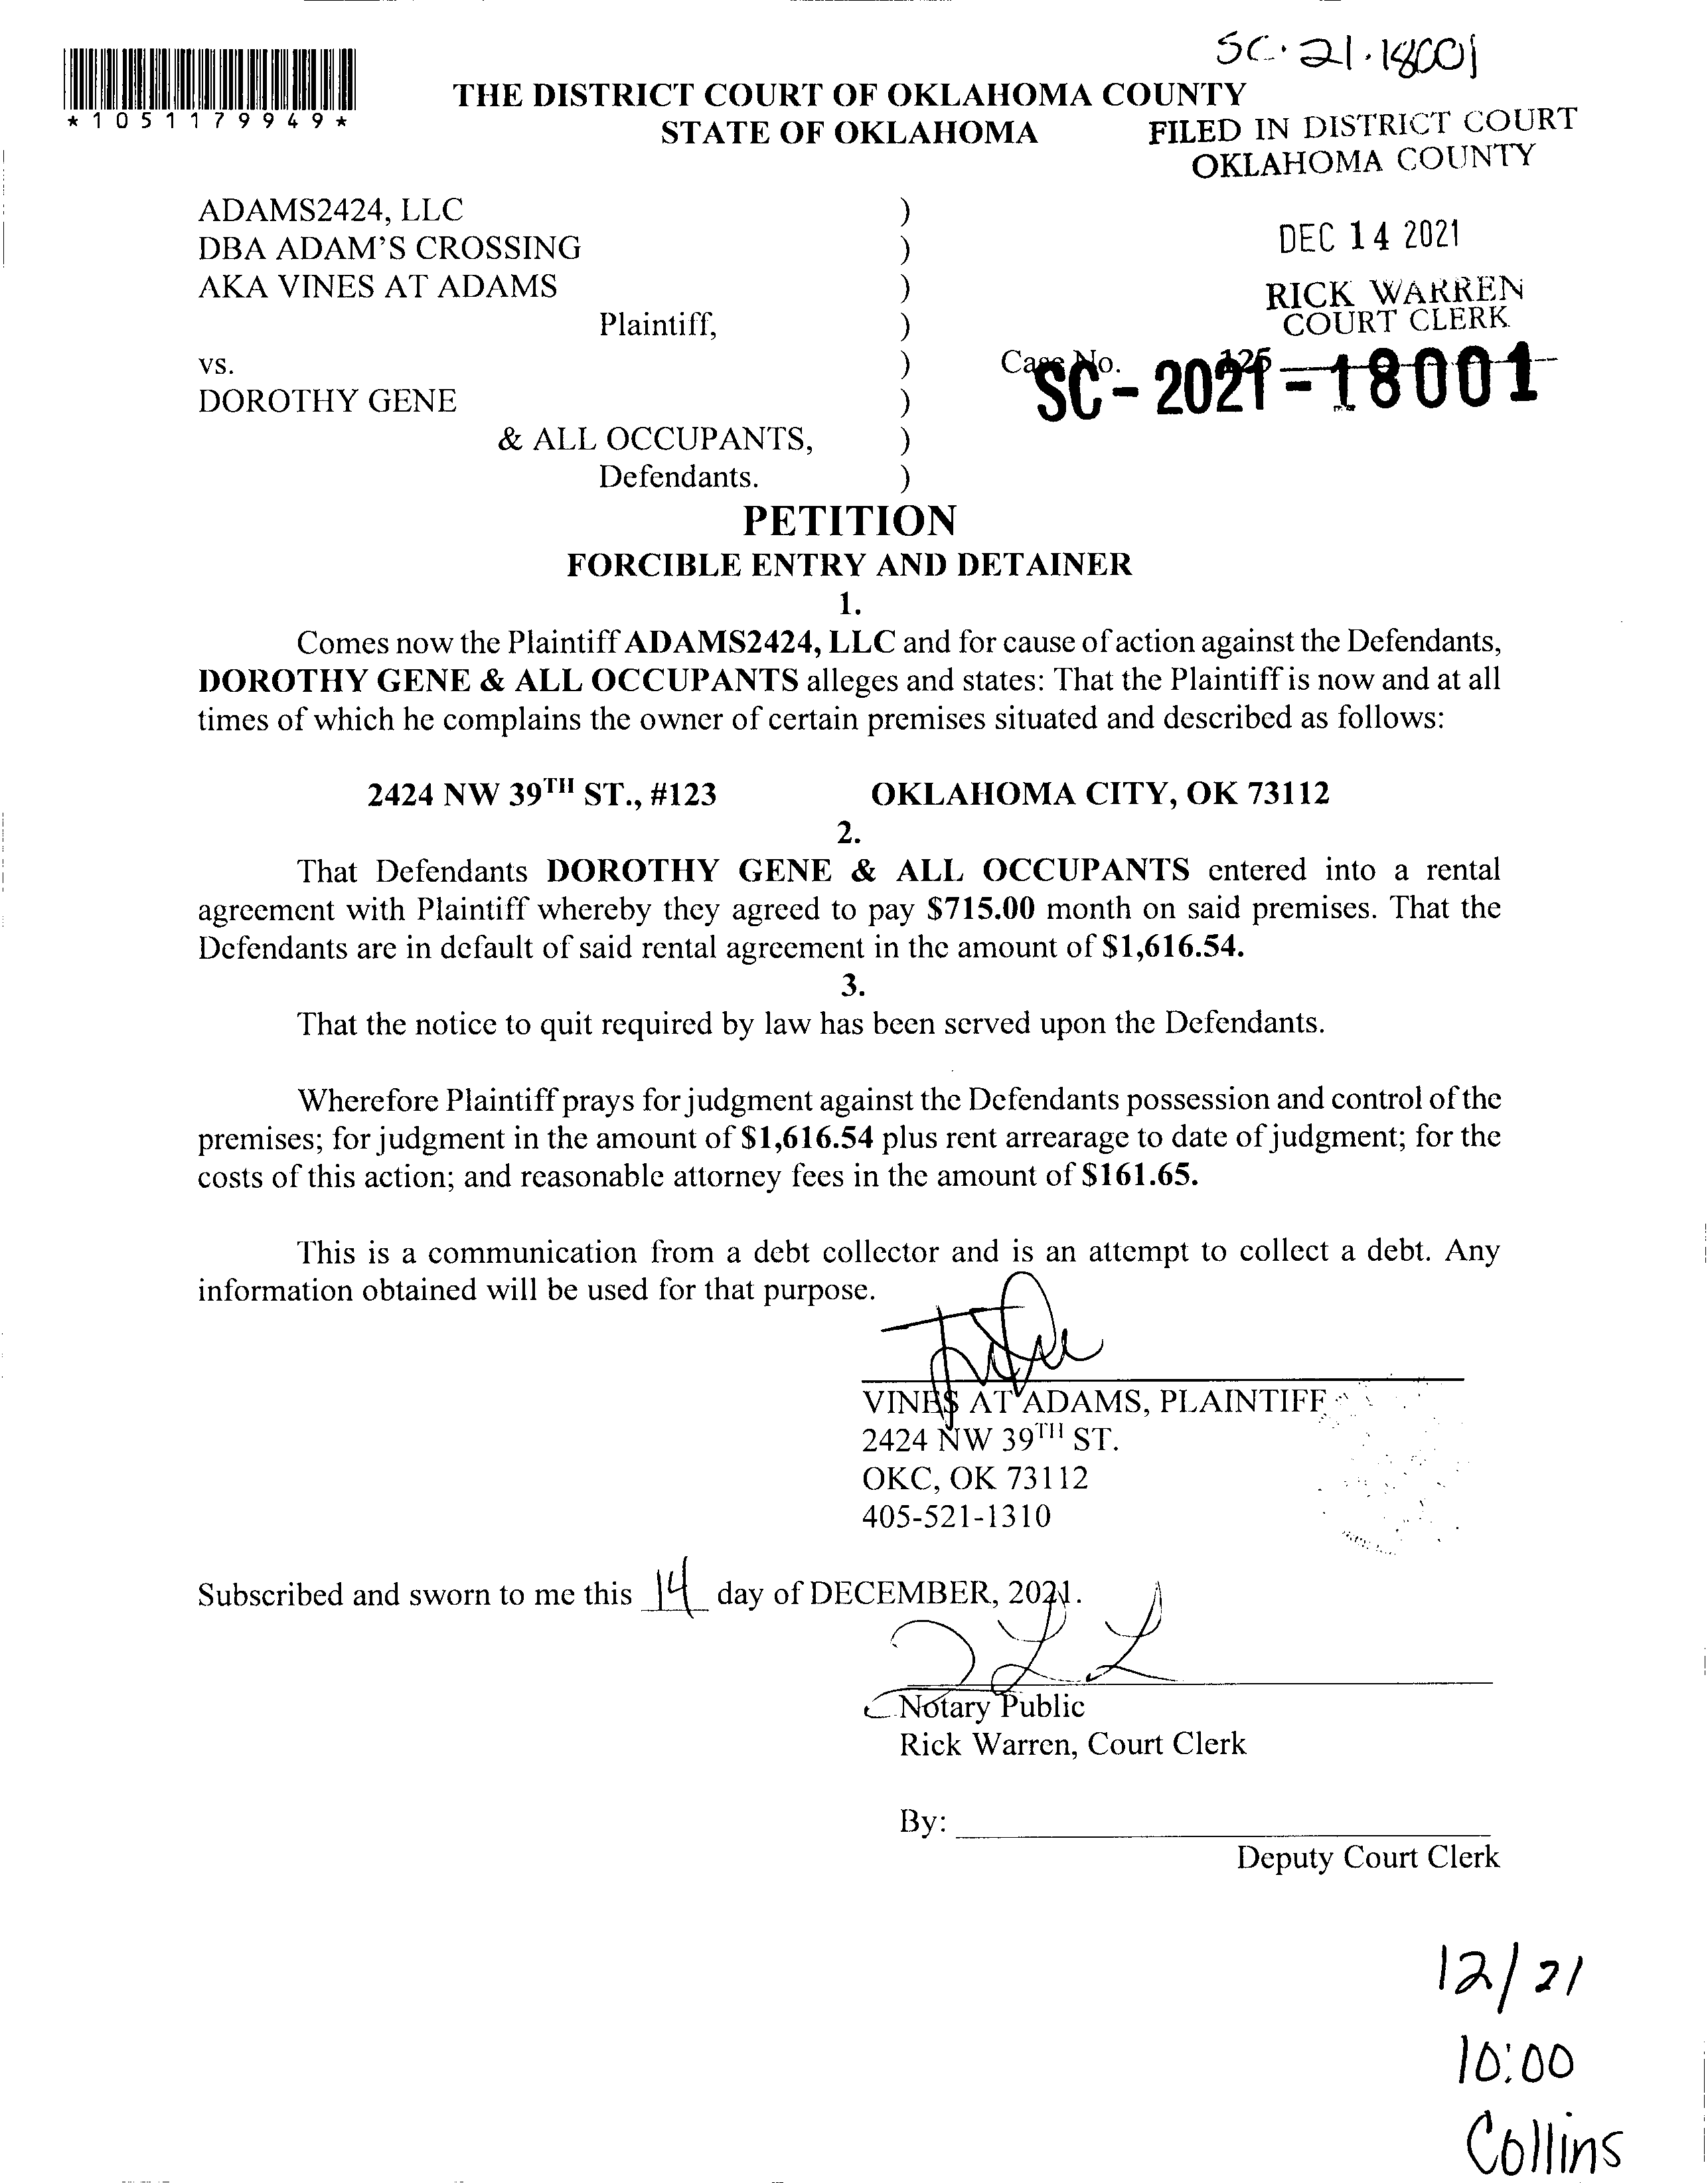 SC·21·18001
*1051179949*
THE DISTRICT COURT OF OKLAHOMA COUNTY
STATE OF OKLAHOMA
FILED IN DISTRICT COURT
OKLAHOMA COUNTY
DEC 14 2021
RICK WARREN
COURT CLERK
125
ADAMS2424, LLC )
DBA ADAM'S CROSSING )
AKA VINES AT ADAMS )
Plaintiff, )
vs. ) Case No. SC-2021-18001
DOROTHY GENE )
& ALL OCCUPANTS, )
Defendants. )
PETITION
FORCIBLE ENTRY AND DETAINER
1.
Comes now the Plaintiff ADAMS2424, LLC and for cause of action against the Defendants,
DOROTHY GENE & ALL OCCUPANTS alleges and states: That the Plaintiff is now and at all
times of which he complains the owner of certain premises situated and described as follows:
2424 NW 39TH ST., #123 OKLAHOMA CITY, OK 73112
2.
That Defendants DOROTHY GENE & ALL OCCUPANTS entered into a rental
agreement with Plaintiff whereby they agreed to pay $715.00 month on said premises. That the
Defendants are in default of said rental agreement in the amount of $1,616.54.
3.
That the notice to quit required by law has been served upon the Defendants.
Wherefore Plaintiff prays for judgment against the Defendants possession and control of the
premises; for judgment in the amount of $1,616.54 plus rent arrearage to date of judgment; for the
costs of this action; and reasonable attorney fees in the amount of $161.65.
This is a communication from a debt collector and is an attempt to collect a debt. Any
information obtained will be used for that purpose.
VINES AT ADAMS, PLAINTIFF
2424 NW 39TH ST.
OKC, OK 73112
405-521-1310
Subscribed and sworn to me this 14 day of DECEMBER, 2021.
Notary Public
Rick Warren, Court Clerk
By:
Deputy Court Clerk
12/21
10:00
Collins